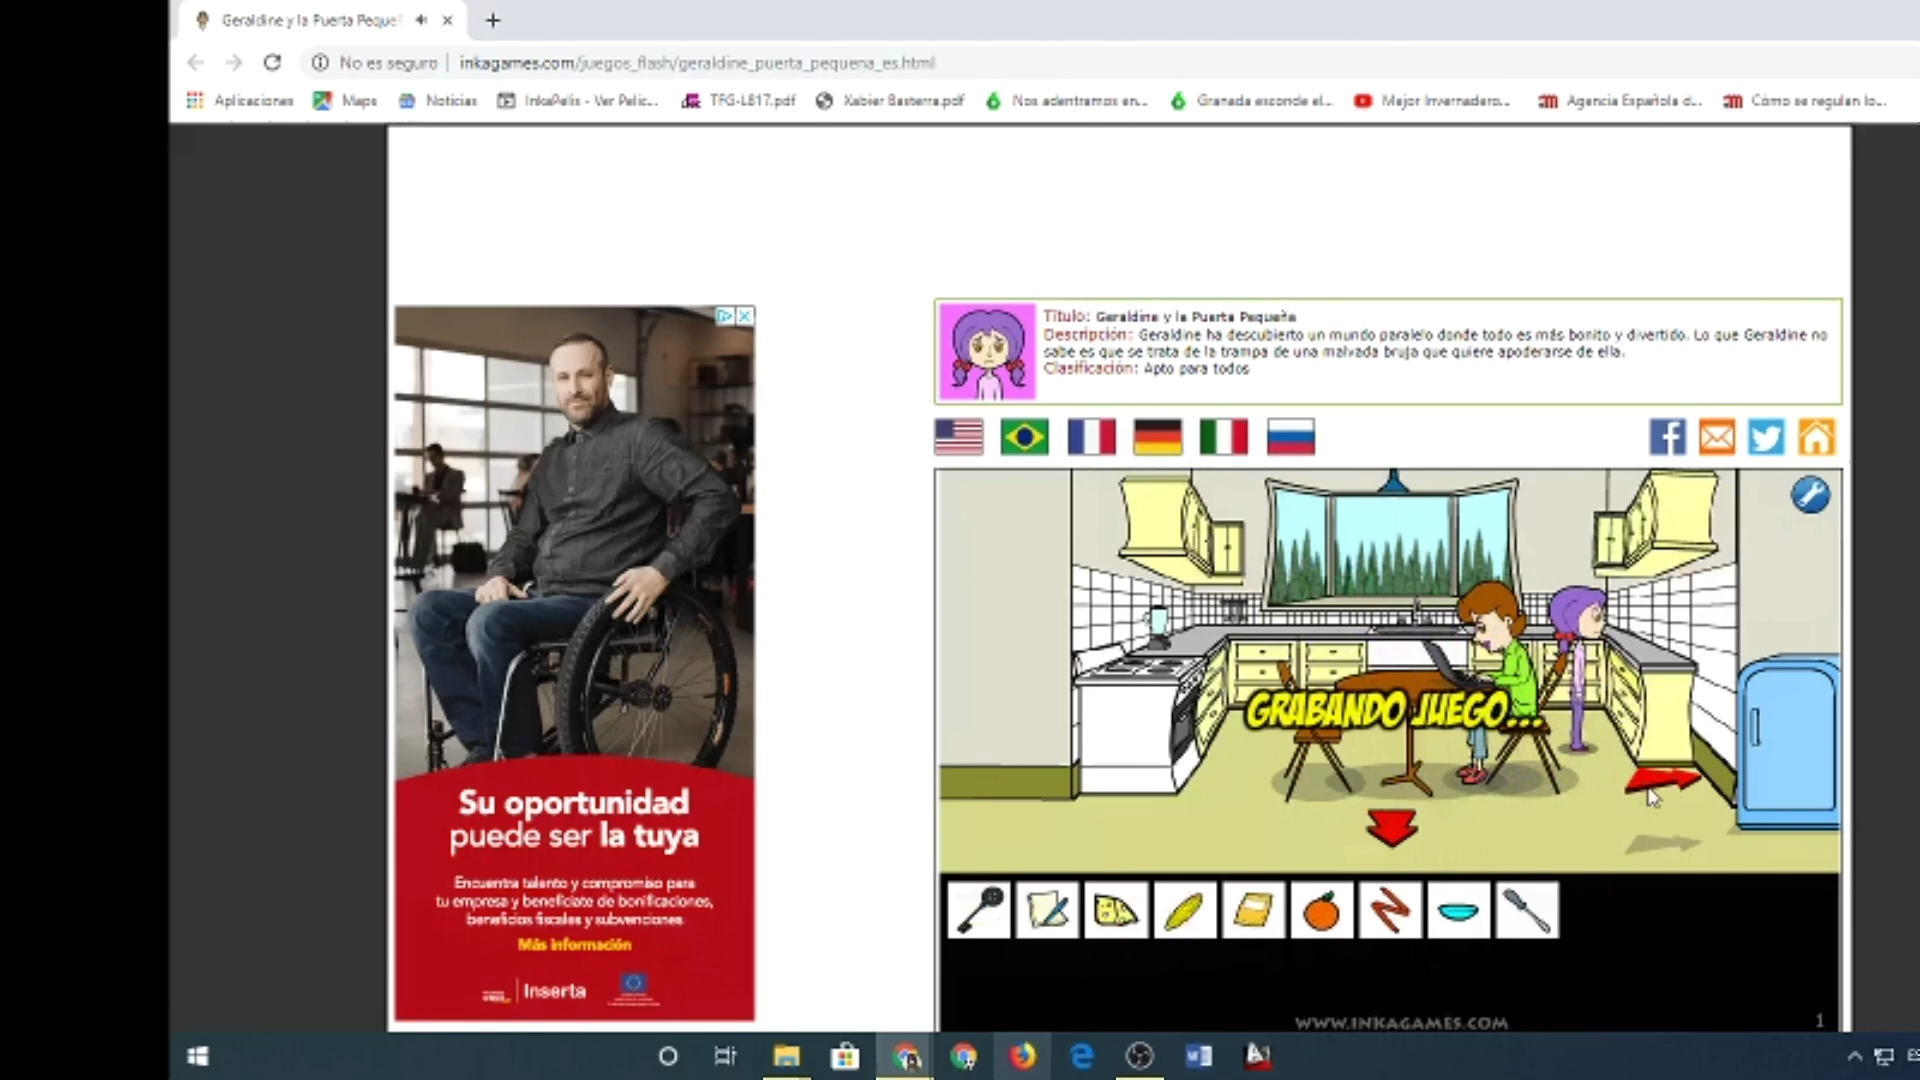 Geraldine y la Puerta Peque
No es seguro
inkagames.com/juegos_flash/geraldine_puerta_pequena_es.html
Aplicaciones
Maps
Noticias
InkaPelis - Ver Pelíc...
TFG-L817.pdf
Xabier Basterra.pdf
Nos adentramos en...
Granada esconde el...
Mejor Invernadero...
Agencia Española d...
Cómo se regulan lo...
Título: Geraldine y la Puerta Pequeña
Descripción: Geraldine ha descubierto un mundo paralelo donde todo es más bonito y divertido. Lo que Geraldine no
sabe es que se trata de la trampa de una malvada bruja que quiere apoderarse de ella.
Clasificación: Apto para todos
GRABANDO JUEGO...
Su oportunidad
puede ser la tuya
Encuentra talento y compromiso para
tu empresa y benefíciate de bonificaciones,
beneficios fiscales y subvenciones
Más información
Inserta
WWW.INKAGAMES.COM
1